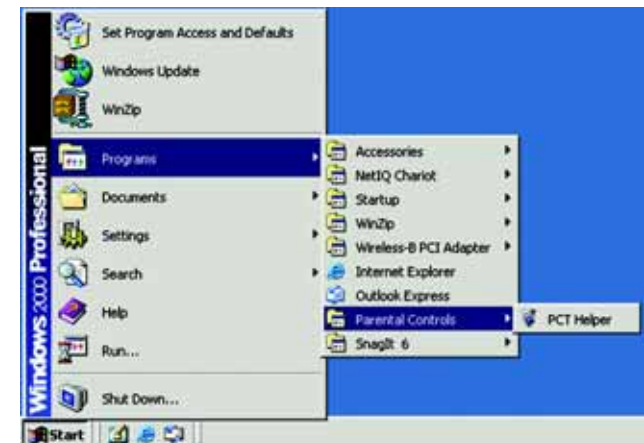 Set Program Access and Defaults
Windows Update
WinZip
Programs
Documents
Settings
Search
Help
Run...
Shut Down...
Windows 2000 Professional
Accessories
NetIQ Chariot
Startup
WinZip
Wireless-B PCI Adapter
Internet Explorer
Outlook Express
Parental Controls
SnagIt 6
PCT Helper
Start